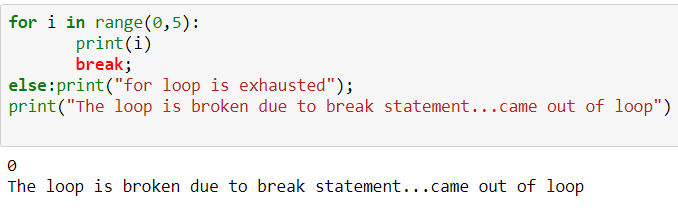 for i in range(0,5):
        print(i)
        break;
else:print("for loop is exhausted");
print("The loop is broken due to break statement...came out of loop")
0
The loop is broken due to break statement...came out of loop